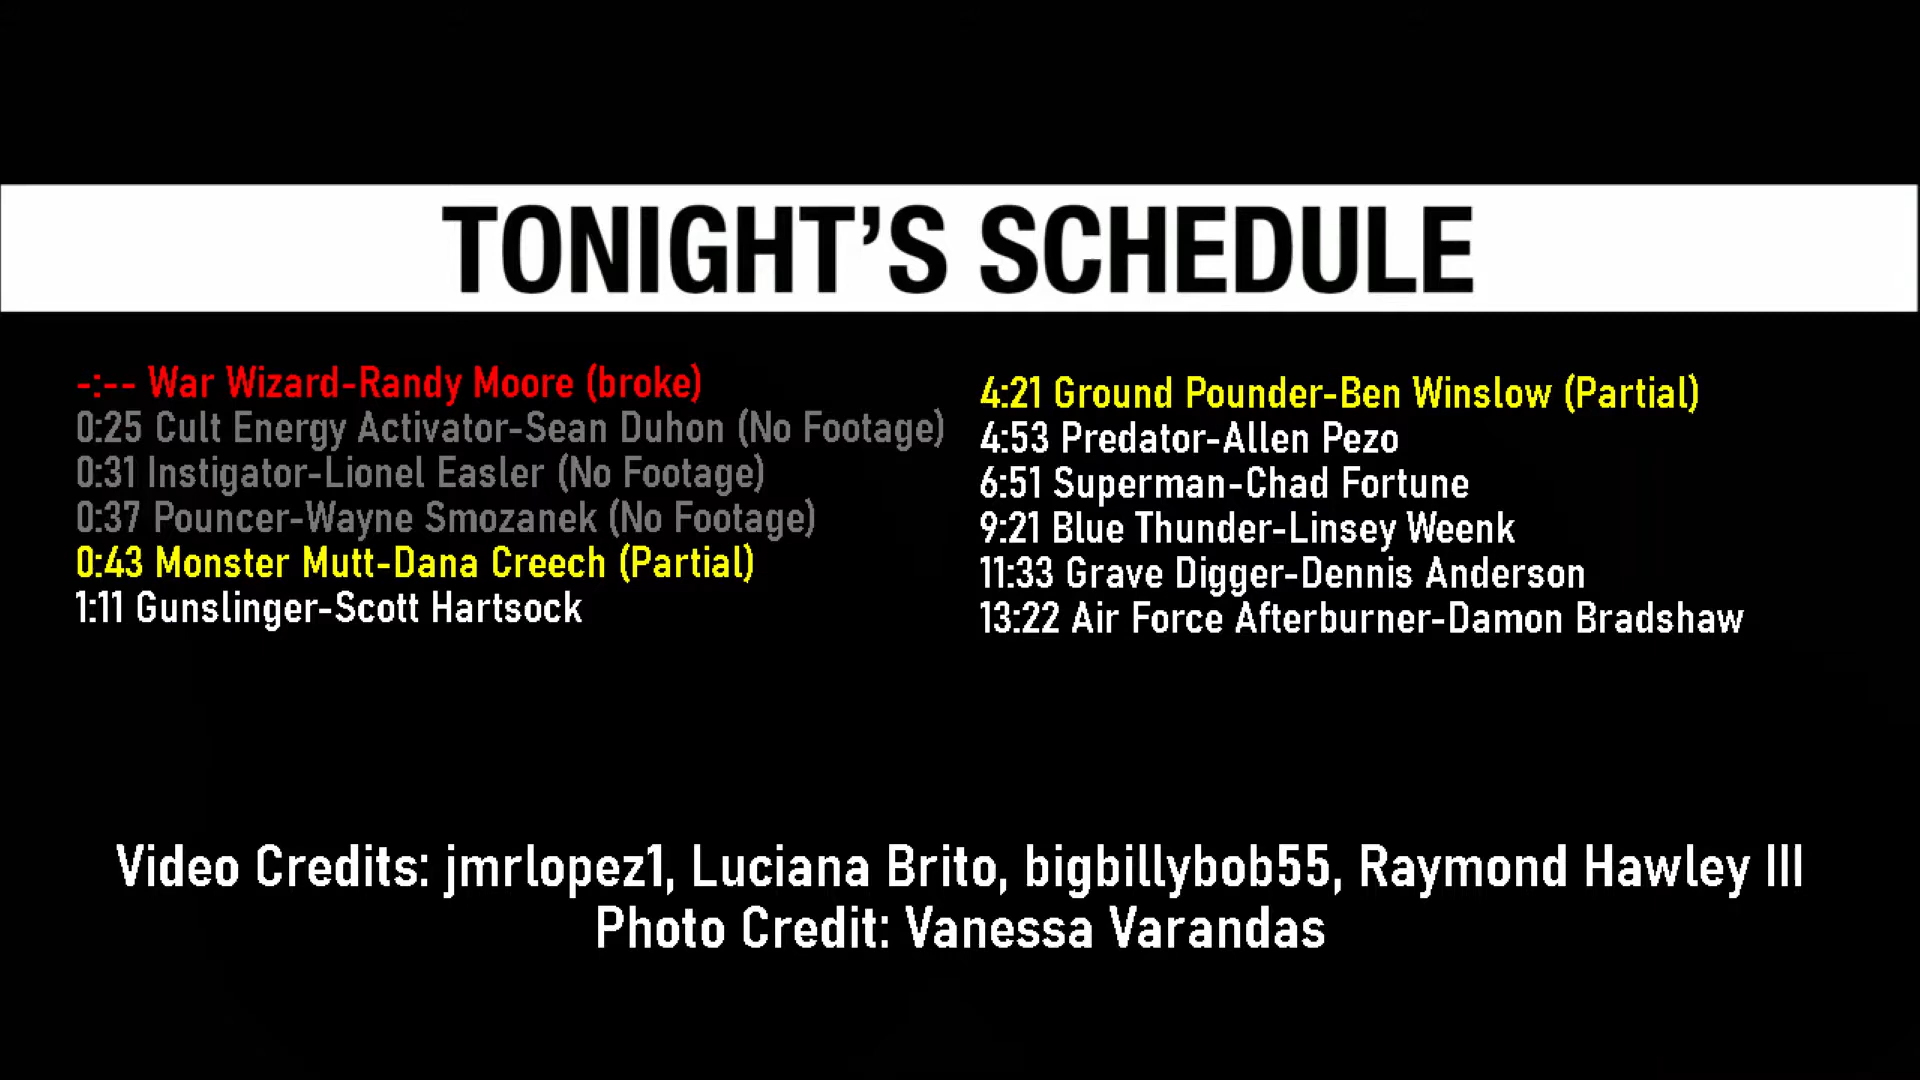 TONIGHT'S SCHEDULE
-:-- War Wizard-Randy Moore (broke)
0:25 Cult Energy Activator-Sean Duhon (No Footage)
0:31 Instigator-Lionel Easler (No Footage)
0:37 Pouncer-Wayne Smozanek (No Footage)
0:43 Monster Mutt-Dana Creech (Partial)
1:11 Gunslinger-Scott Hartsock
4:21 Ground Pounder-Ben Winslow (Partial)
4:53 Predator-Allen Pezo
6:51 Superman-Chad Fortune
9:21 Blue Thunder-Linsey Weenk
11:33 Grave Digger-Dennis Anderson
13:22 Air Force Afterburner-Damon Bradshaw
Video Credits: jmrlopez1, Luciana Brito, bigbillybob55, Raymond Hawley III
Photo Credit: Vanessa Varandas